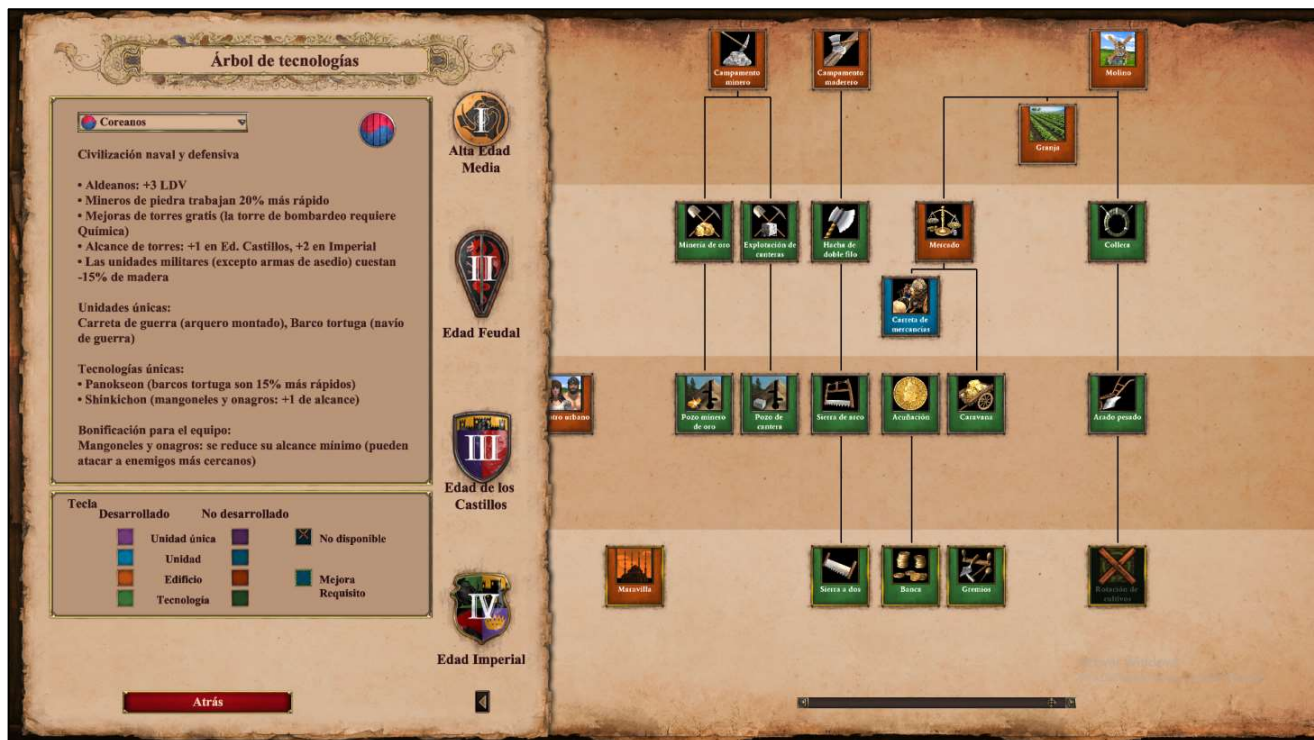 Árbol de tecnologías
Coreanos
Civilización naval y defensiva
• Aldeanos: +3 LDV
• Mineros de piedra trabajan 20% más rápido
• Mejoras de torres gratis (la torre de bombardeo requiere
Química)
• Alcance de torres: +1 en Ed. Castillos, +2 en Imperial
• Las unidades militares (excepto armas de asedio) cuestan
-15% de madera
Unidades únicas:
Carreta de guerra (arquero montado), Barco tortuga (navío
de guerra)
Tecnologías únicas:
• Panokseon (barcos tortuga son 15% más rápidos)
• Shinkichon (mangoneles y onagros: +1 de alcance)
Bonificación para el equipo:
Mangoneles y onagros: se reduce su alcance mínimo (pueden
atacar a enemigos más cercanos)
Tecla
Desarrollado No desarrollado
Unidad única
No disponible
Unidad
Edificio
Mejora
Requisito
Tecnología
Atrás
I
Alta Edad
Media
II
Edad Feudal
III
Edad de los
Castillos
IV
Edad Imperial
Campamento
minero
Campamento
maderero
Molino
Granja
Minería de oro
Explotación de
canteras
Hacha de
doble filo
Mercado
Collera
Carreta de
mercancías
tro urbano
Pozo minero
de oro
Pozo de
cantera
Sierra de arco
Acuñación
Caravana
Arado pesado
Maravilla
Sierra a dos
Banca
Gremios
Rotación de
cultivos